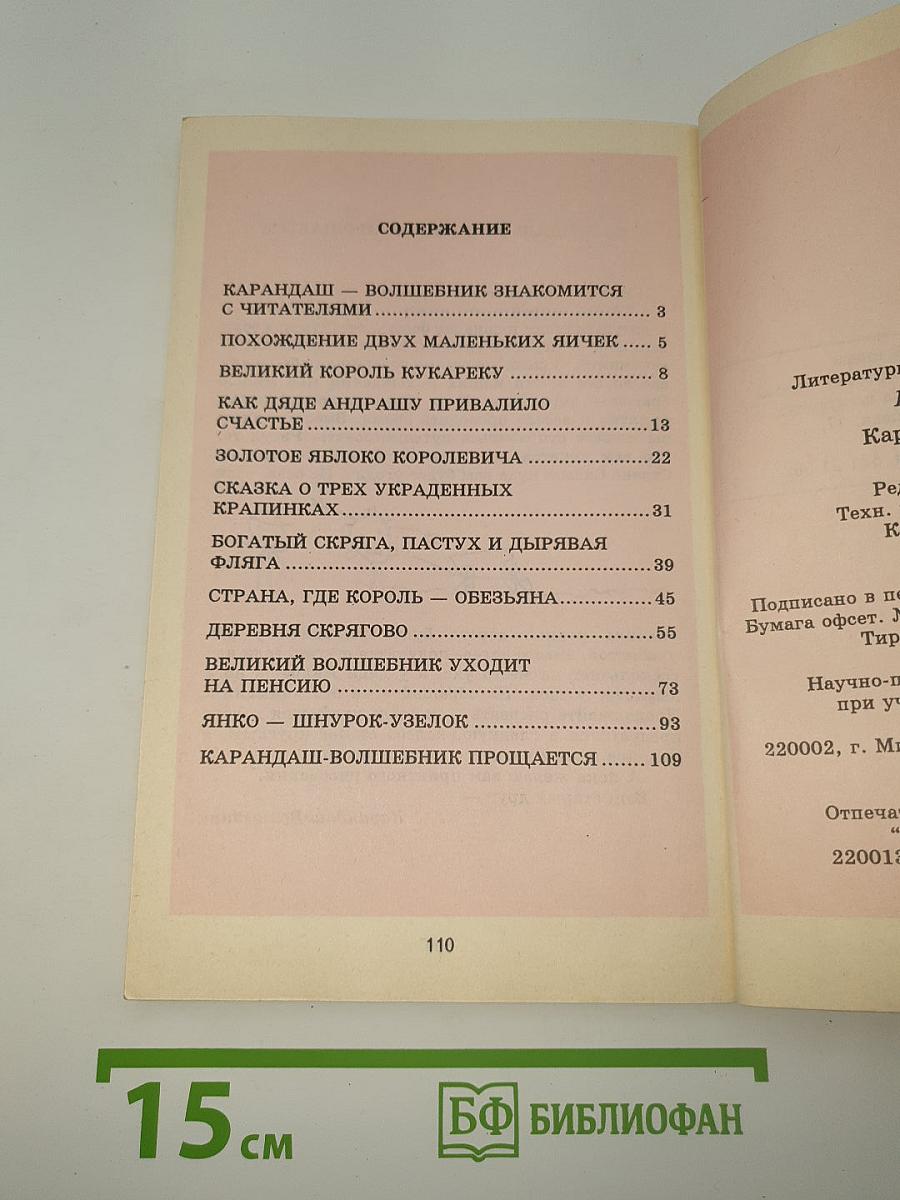 СОДЕРЖАНИЕ
КАРАНДАШ — ВОЛШЕБНИК ЗНАКОМИТСЯ
С ЧИТАТЕЛЯМИ ........ 3
ПОХОЖДЕНИЕ ДВУХ МАЛЕНЬКИХ ЯИЧЕК ..... 5
ВЕЛИКИЙ КОРОЛЬ КУКАРЕКУ ........ 8
КАК ДЯДЕ АНДРАШУ ПРИВАЛИЛО
СЧАСТЬЕ ........ 13
ЗОЛОТОЕ ЯБЛОКО КОРОЛЕВИЧА ........ 22
СКАЗКА О ТРЕХ УКРАДЕННЫХ
КРАПИНКАХ ........ 31
БОГАТЫЙ СКРЯГА, ПАСТУХ И ДЫРЯВАЯ
ФЛЯГА ........ 39
СТРАНА, ГДЕ КОРОЛЬ — ОБЕЗЬЯНА ........ 45
ДЕРЕВНЯ СКРЯГОВО ........ 55
ВЕЛИКИЙ ВОЛШЕБНИК УХОДИТ
НА ПЕНСИЮ ........ 73
ЯНКО — ШНУРОК-УЗЕЛОК ........ 93
КАРАНДАШ-ВОЛШЕБНИК ПРОЩАЕТСЯ ....... 109
110
Литератур
Кар
Ред
Техн.
К
Подписано в пе
Бумага офсет.
Тир
Научно-п
при уч
220002, г. Ми
Отпеча
220013
15 см
БФ БИБЛИОФАН